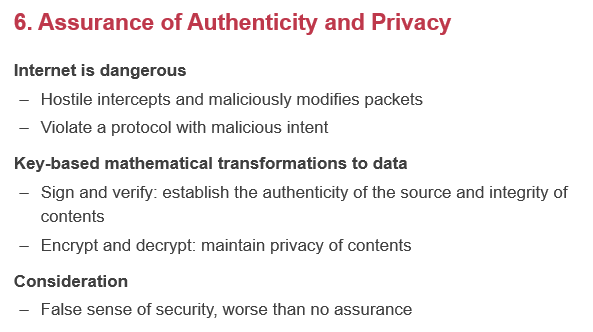 6. Assurance of Authenticity and Privacy
Internet is dangerous
– Hostile intercepts and maliciously modifies packets
– Violate a protocol with malicious intent
Key-based mathematical transformations to data
– Sign and verify: establish the authenticity of the source and integrity of
contents
– Encrypt and decrypt: maintain privacy of contents
Consideration
– False sense of security, worse than no assurance